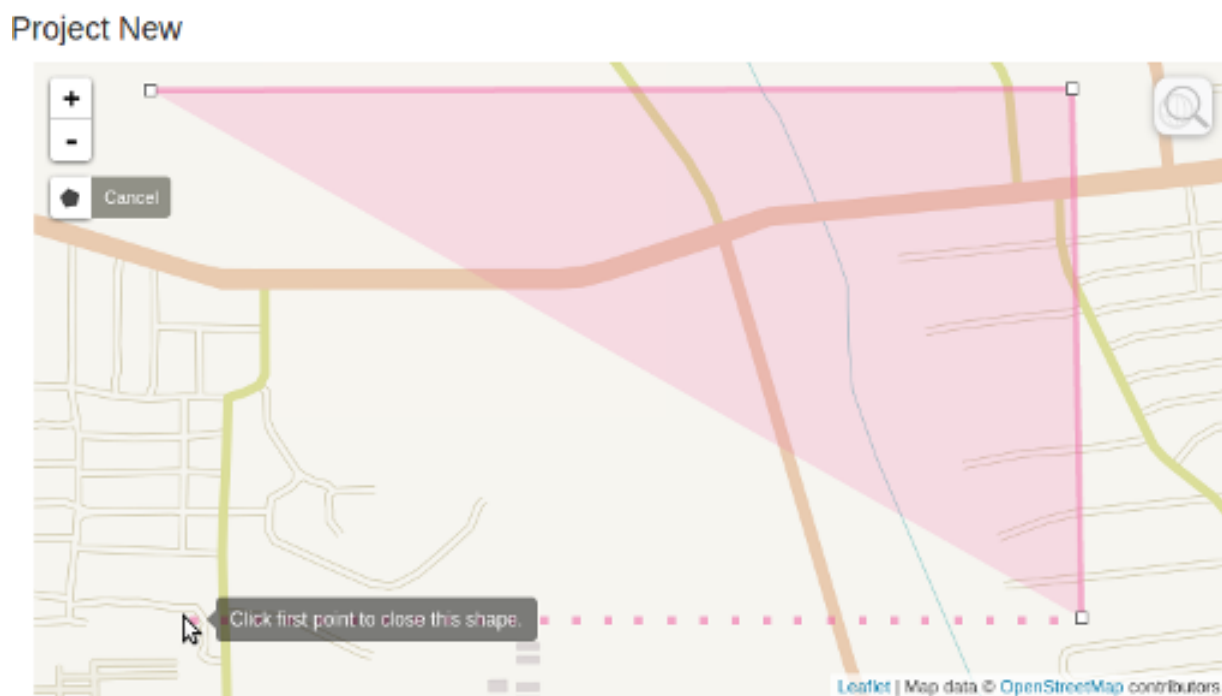 Project New
+
-
Cancel
Click first point to close this shape.
Leaflet | Map data © OpenStreetMap contributors